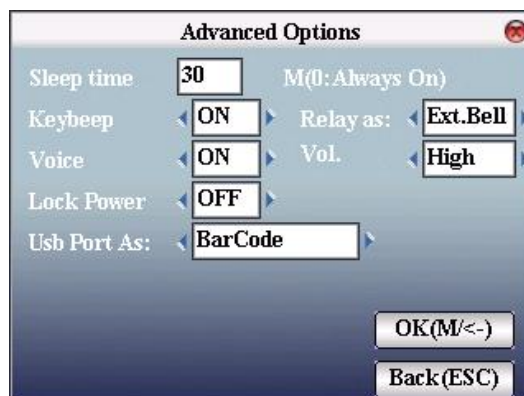 Advanced Options
Sleep time 30 M(0:Always On)
Keybeep ON Relay as: Ext.Bell
Voice ON Vol. High
Lock Power OFF
Usb Port As: BarCode
OK(M/<-)
Back(ESC)